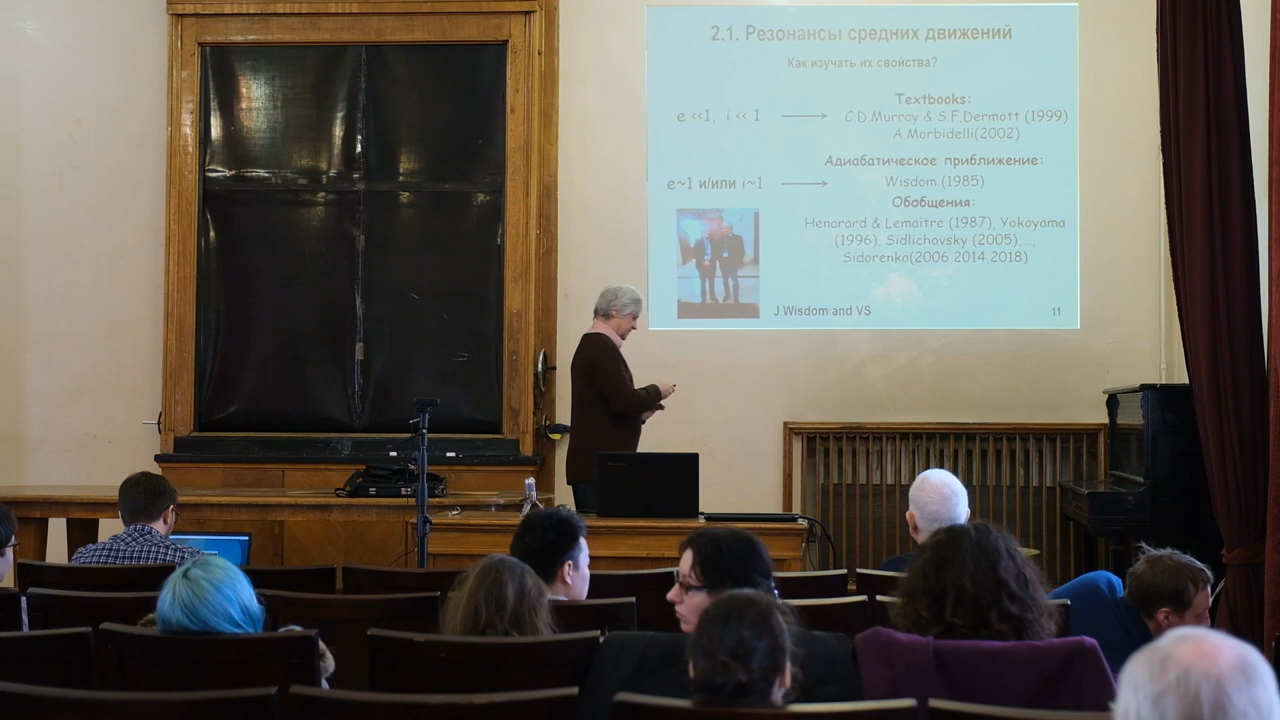 2.1. Резонансы средних движений
Как изучать их свойства?
Textbooks:
e <<1, i << 1
C.D.Murray & S.F.Dermott (1999)
A.Morbidelli(2002)
Адиабатическое приближение:
e~1 и/или i~1
Wisdom (1985)
Обобщения:
Henarard & Lemaitre (1987), Yokoyama
(1996), Sidlichovsky (2005),...,
Sidorenko(2006,2014,2018)
J.Wisdom and VS
11